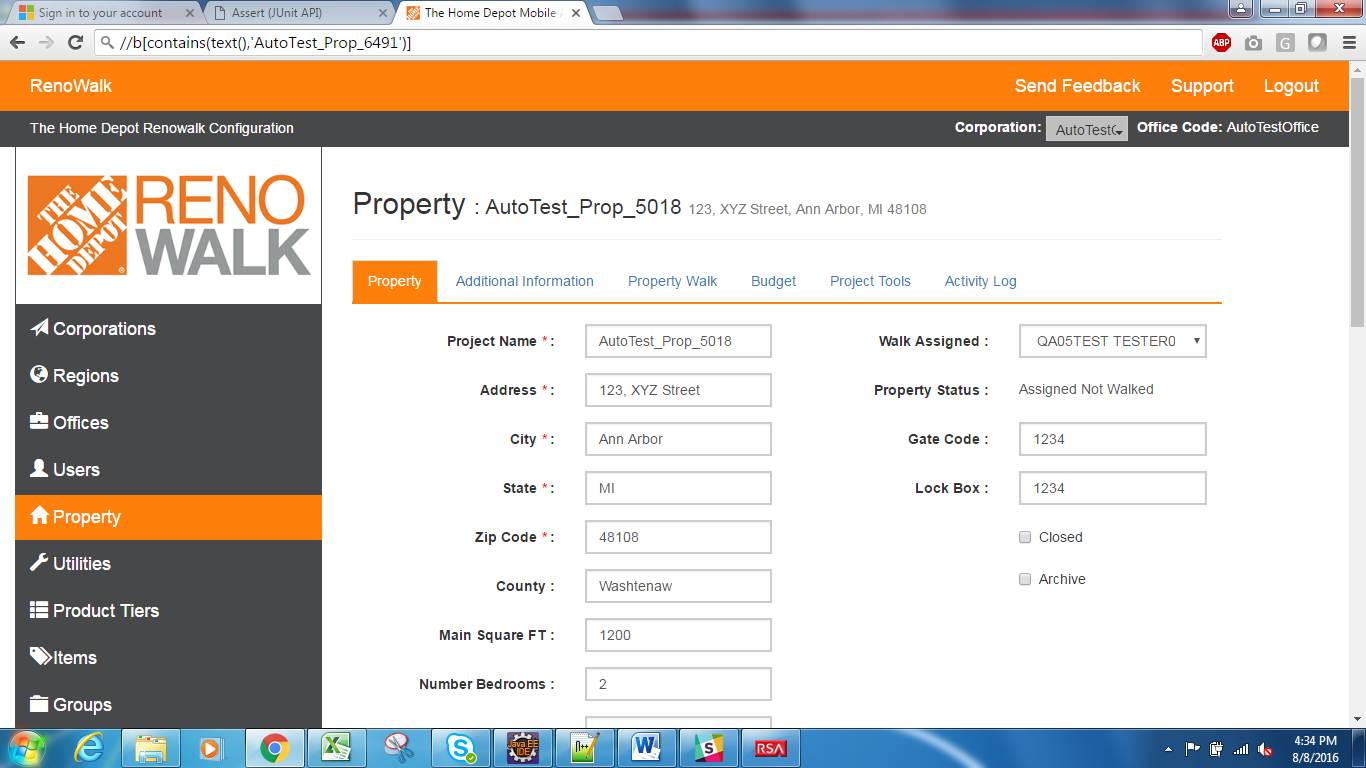 Sign in to your account
Assert (JUnit API)
The Home Depot Mobile
//b[contains(text(),'AutoTest_Prop_6491')]
ABP
G
RenoWalk
Send Feedback Support Logout
The Home Depot Renowalk Configuration
Corporation: AutoTest Office Code: AutoTestOffice
THE HOME DEPOT
RENO WALK
Property : AutoTest_Prop_5018 123, XYZ Street, Ann Arbor, MI 48108
Property Additional Information Property Walk Budget Project Tools Activity Log
Corporations
Regions
Offices
Users
Property
Utilities
Product Tiers
Items
Groups
Project Name * : AutoTest_Prop_5018
Address * : 123, XYZ Street
City * : Ann Arbor
State * : MI
Zip Code * : 48108
County : Washtenaw
Main Square FT : 1200
Number Bedrooms : 2
Walk Assigned : QA05TEST TESTER0
Property Status : Assigned Not Walked
Gate Code : 1234
Lock Box : 1234
Closed
Archive
Java EE IDE
RSA
4:34 PM
8/8/2016